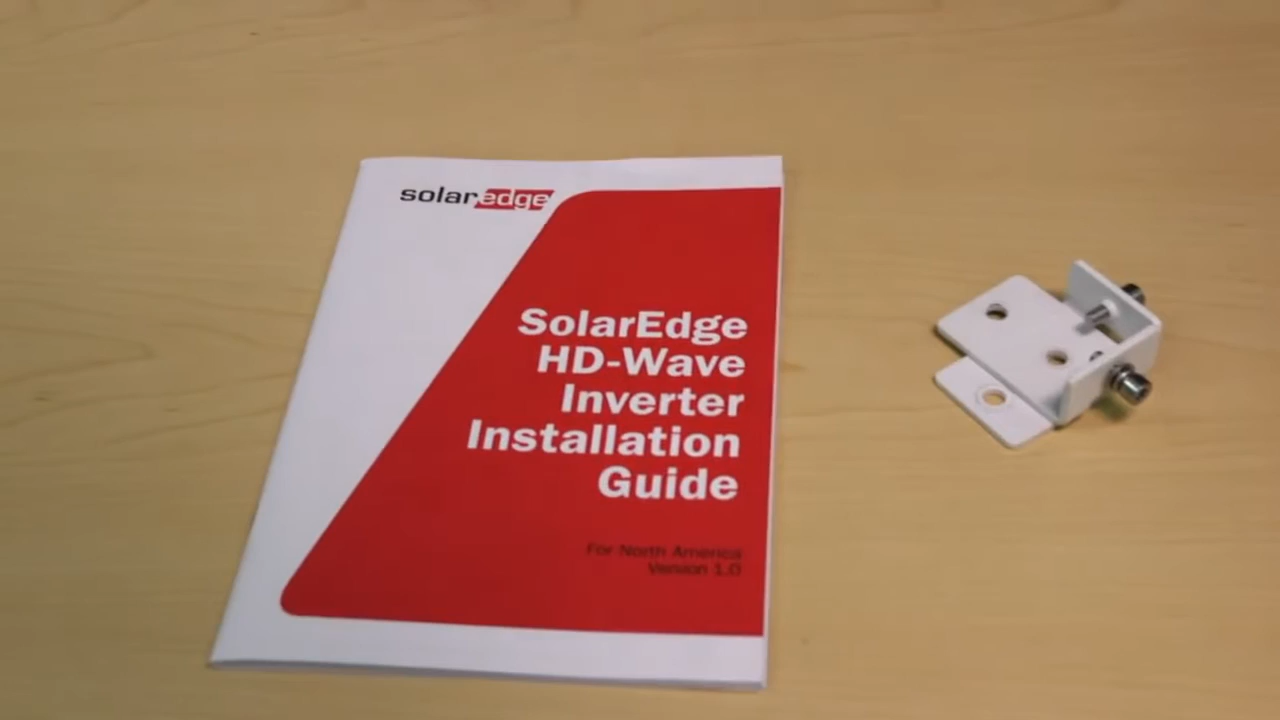 solaredge
SolarEdge
HD-Wave
Inverter
Installation
Guide
For North America
Version 1.0